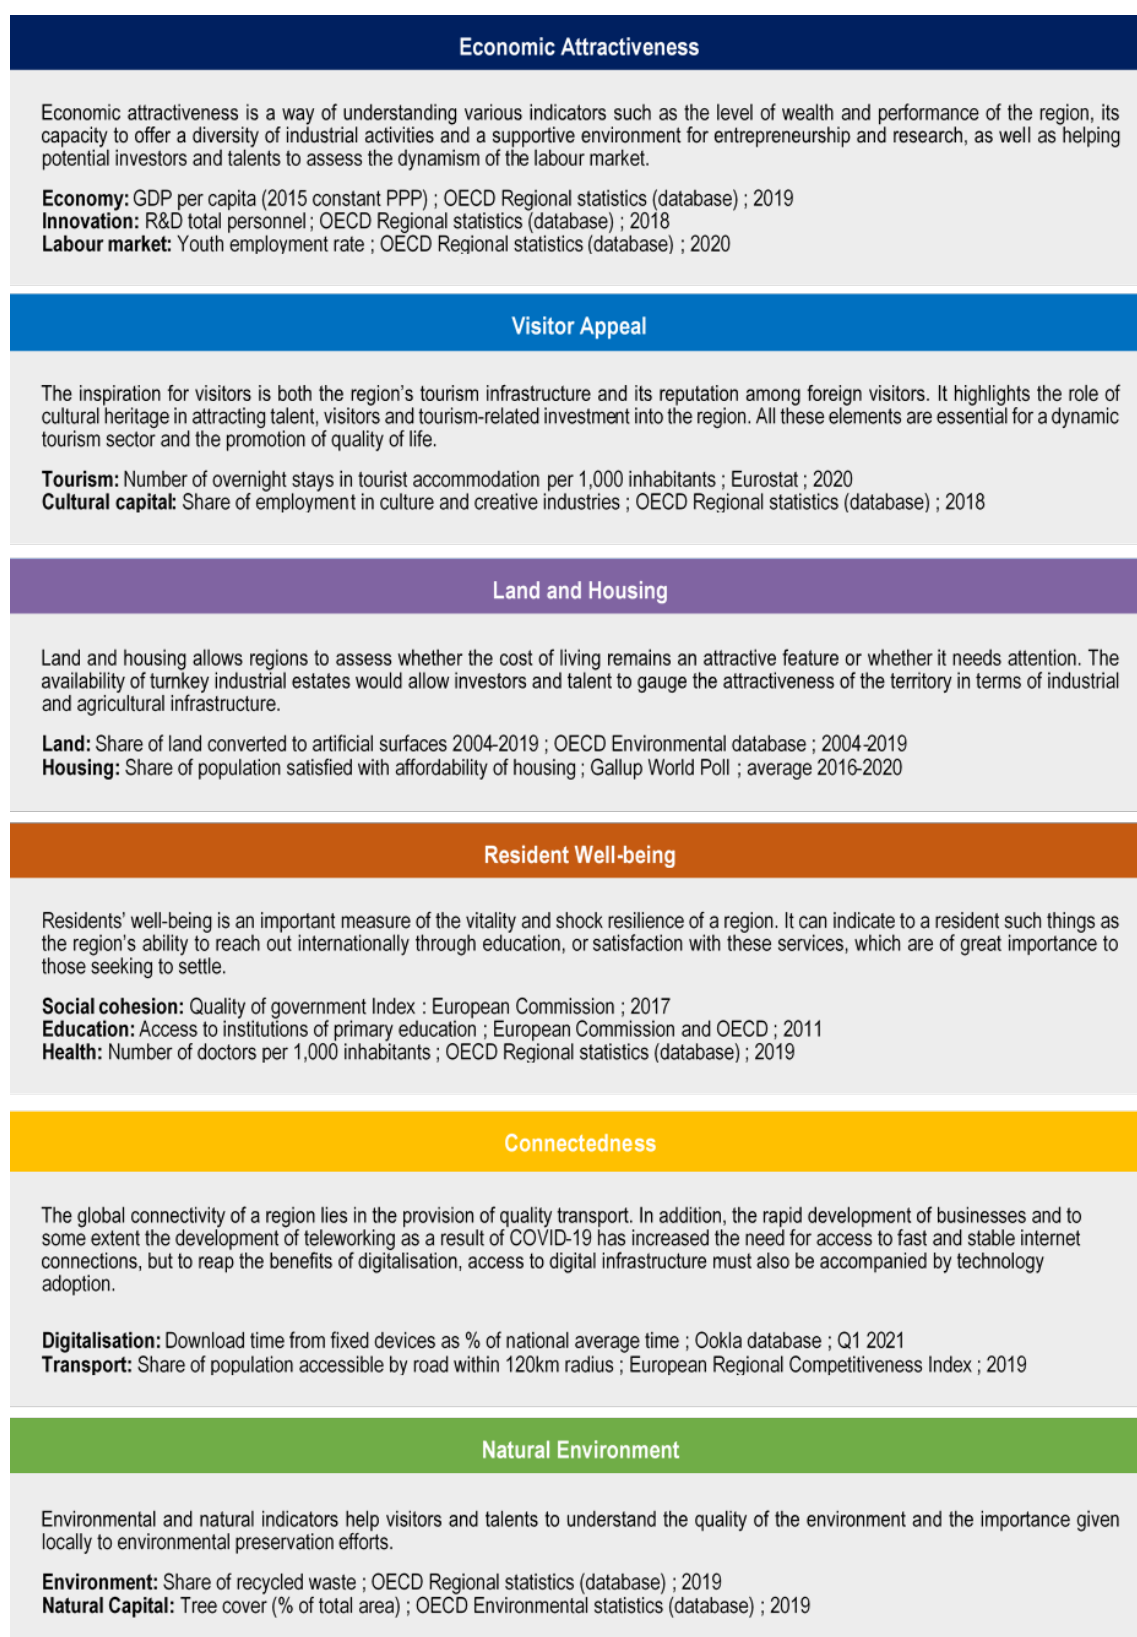 Economic Attractiveness
Economic attractiveness is a way of understanding various indicators such as the level of wealth and performance of the region, its
capacity to offer a diversity of industrial activities and a supportive environment for entrepreneurship and research, as well as helping
potential investors and talents to assess the dynamism of the labour market.
Economy: GDP per capita (2015 constant PPP) ; OECD Regional statistics (database) ; 2019
Innovation: R&D total personnel ; OECD Regional statistics (database) ; 2018
Labour market: Youth employment rate ; OECD Regional statistics (database) ; 2020
Visitor Appeal
The inspiration for visitors is both the region's tourism infrastructure and its reputation among foreign visitors. It highlights the role of
cultural heritage in attracting talent, visitors and tourism-related investment into the region. All these elements are essential for a dynamic
tourism sector and the promotion of quality of life.
Tourism: Number of overnight stays in tourist accommodation per 1,000 inhabitants ; Eurostat ; 2020
Cultural capital: Share of employment in culture and creative industries ; OECD Regional statistics (database) ; 2018
Land and Housing
Land and housing allows regions to assess whether the cost of living remains an attractive feature or whether it needs attention. The
availability of turnkey industrial estates would allow investors and talent to gauge the attractiveness of the territory in terms of industrial
and agricultural infrastructure.
Land: Share of land converted to artificial surfaces 2004-2019 ; OECD Environmental database ; 2004-2019
Housing: Share of population satisfied with affordability of housing ; Gallup World Poll ; average 2016-2020
Resident Well-being
Residents' well-being is an important measure of the vitality and shock resilience of a region. It can indicate to a resident such things as
the region's ability to reach out internationally through education, or satisfaction with these services, which are of great importance to
those seeking to settle.
Social cohesion: Quality of government Index : European Commission ; 2017
Education: Access to institutions of primary education ; European Commission and OECD ; 2011
Health: Number of doctors per 1,000 inhabitants ; OECD Regional statistics (database) ; 2019
Connectedness
The global connectivity of a region lies in the provision of quality transport. In addition, the rapid development of businesses and to
some extent the development of teleworking as a result of COVID-19 has increased the need for access to fast and stable internet
connections, but to reap the benefits of digitalisation, access to digital infrastructure must also be accompanied by technology
adoption.
Digitalisation: Download time from fixed devices as % of national average time ; Ookla database ; Q1 2021
Transport: Share of population accessible by road within 120km radius ; European Regional Competitiveness Index ; 2019
Natural Environment
Environmental and natural indicators help visitors and talents to understand the quality of the environment and the importance given
locally to environmental preservation efforts.
Environment: Share of recycled waste ; OECD Regional statistics (database) ; 2019
Natural Capital: Tree cover (% of total area) ; OECD Environmental statistics (database) ; 2019